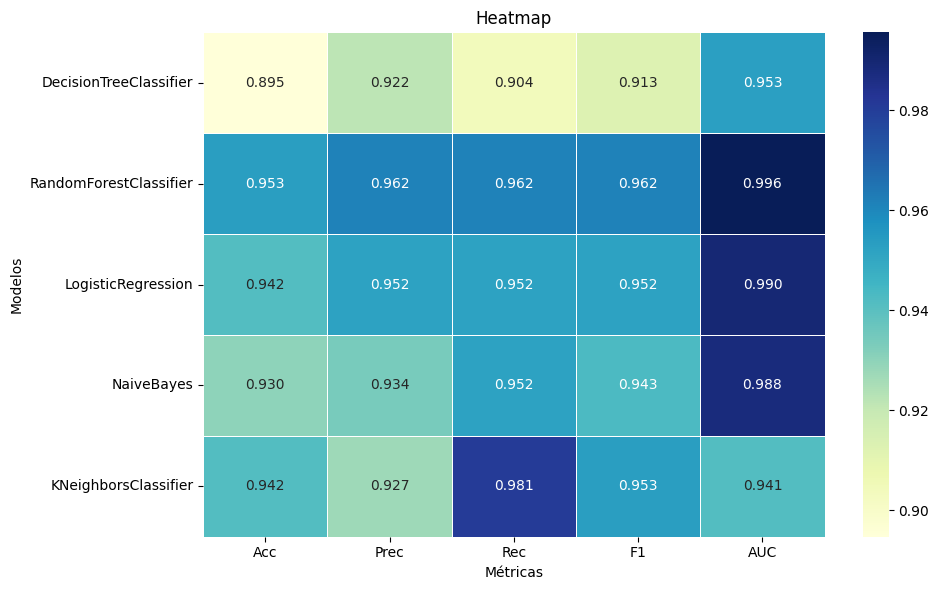 Heatmap
Modelos
DecisionTreeClassifier 0.895 0.922 0.904 0.913 0.953
RandomForestClassifier 0.953 0.962 0.962 0.962 0.996
LogisticRegression 0.942 0.952 0.952 0.952 0.990
NaiveBayes 0.930 0.934 0.952 0.943 0.988
KNeighborsClassifier 0.942 0.927 0.981 0.953 0.941
Acc Prec Rec F1 AUC
Métricas
0.98
0.96
0.94
0.92
0.90